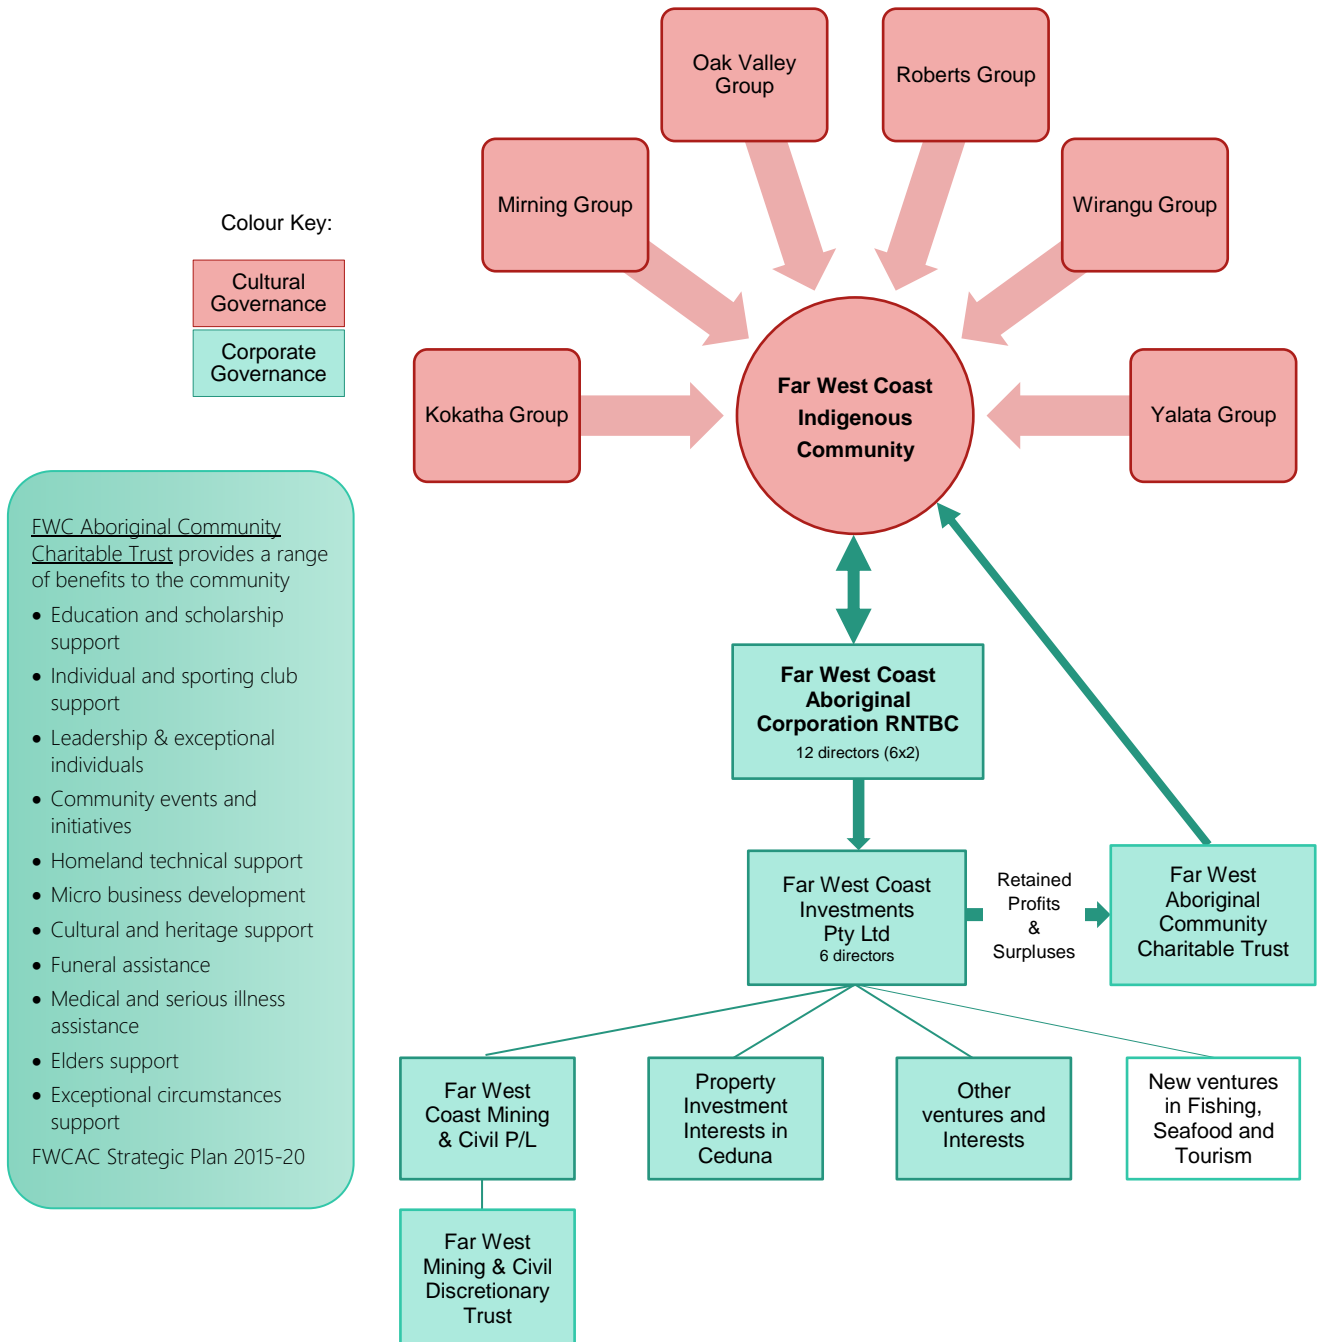 Oak Valley
Group
Roberts Group
Mirning Group
Wirangu Group
Colour Key:
Cultural
Governance
Corporate
Governance
Kokatha Group
Far West Coast
Indigenous
Community
Yalata Group
FWC Aboriginal Community
Charitable Trust provides a range
of benefits to the community
• Education and scholarship
support
• Individual and sporting club
support
• Leadership & exceptional
individuals
• Community events and
initiatives
• Homeland technical support
• Micro business development
• Cultural and heritage support
• Funeral assistance
• Medical and serious illness
assistance
• Elders support
• Exceptional circumstances
support
FWCAC Strategic Plan 2015-20
Far West Coast
Aboriginal
Corporation RNTBC
12 directors (6x2)
Far West Coast
Investments
Pty Ltd
6 directors
Retained
Profits
&
Surpluses
Far West
Aboriginal
Community
Charitable Trust
Far West
Coast Mining
& Civil P/L
Property
Investment
Interests in
Ceduna
Other
ventures and
Interests
New ventures
in Fishing,
Seafood and
Tourism
Far West
Mining & Civil
Discretionary
Trust